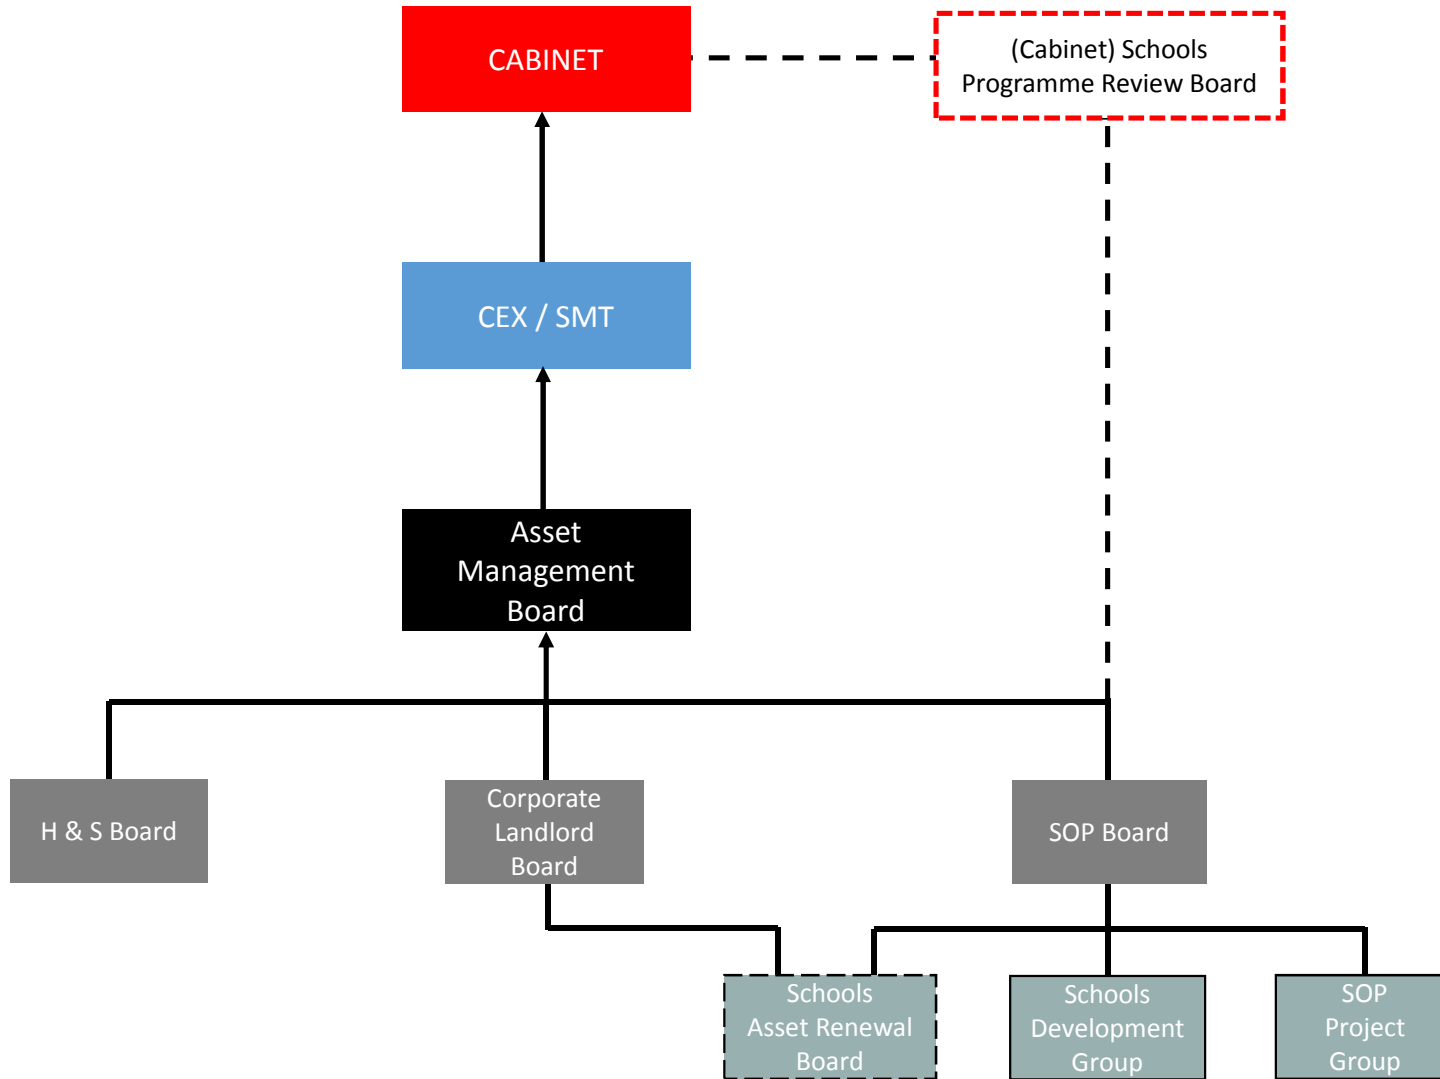 CABINET
(Cabinet) Schools
Programme Review Board
CEX / SMT
Asset
Management
Board
H & S Board
Corporate
Landlord
Board
SOP Board
Schools
Asset Renewal
Board
Schools
Development
Group
SOP
Project
Group